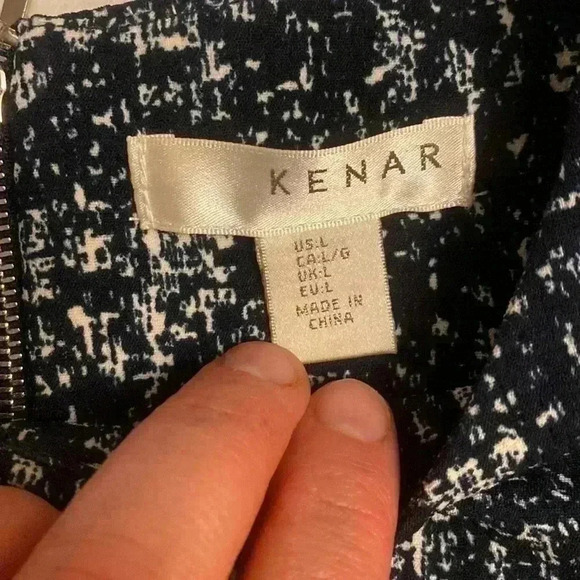 KENAR
US:L
CA:L/G
UK:L
EU:L
MADE IN
CHINA